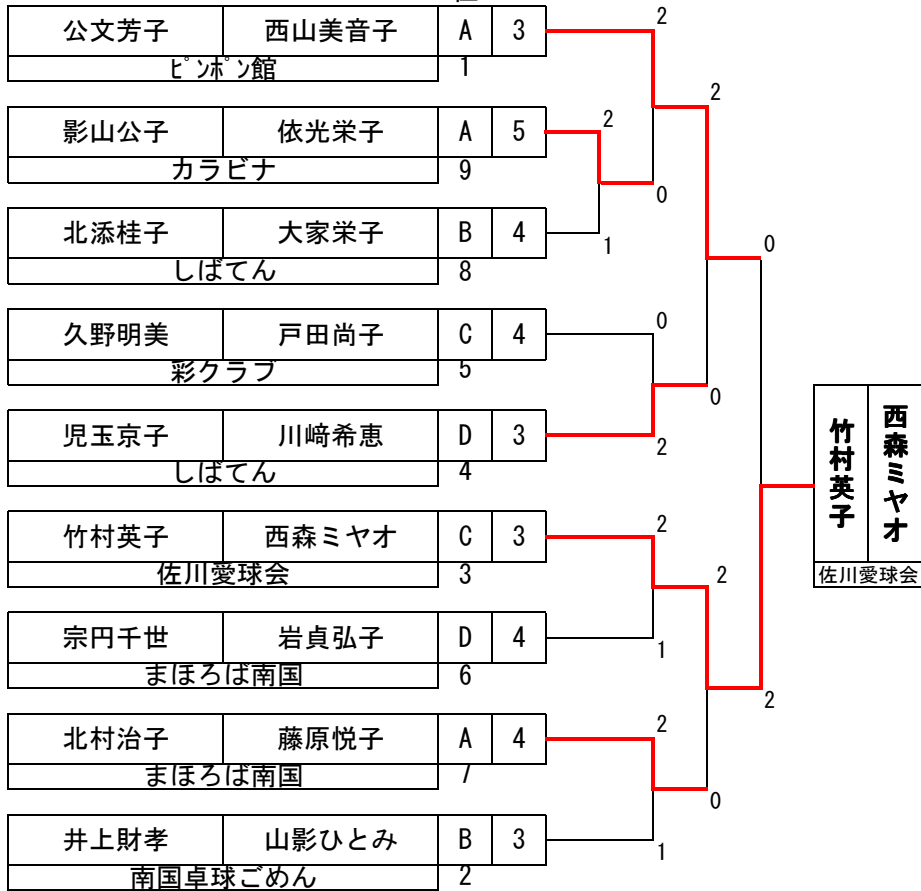 公文芳子 西山美音子 A 3
ピンポン館 1
影山公子 依光栄子 A 5
カラビナ 9
北添桂子 大家栄子 B 4
しばてん 8
久野明美 戸田尚子 C 4
彩クラブ 5
児玉京子 川﨑希恵 D 3
しばてん 4
竹村英子 西森ミヤオ C 3
佐川愛球会 3
宗円千世 岩貞弘子 D 4
まほろば南国 6
北村治子 藤原悦子 A 4
まほろば南国 7
井上財孝 山影ひとみ B 3
南国卓球ごめん 2
2
2
2
0
1
0
0
0
2
2
2
1
2
2
0
1
竹村英子
西森ミヤオ
佐川愛球会